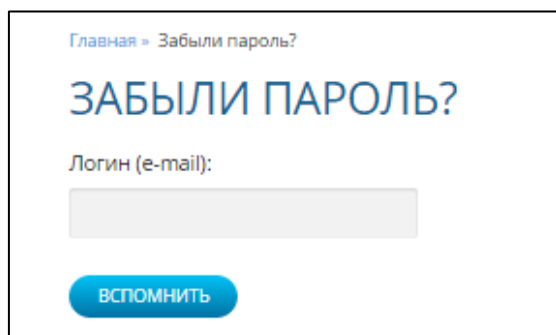 Главная » Забыли пароль?
ЗАБЫЛИ ПАРОЛЬ?
Логин (e-mail):
ВСПОМНИТЬ